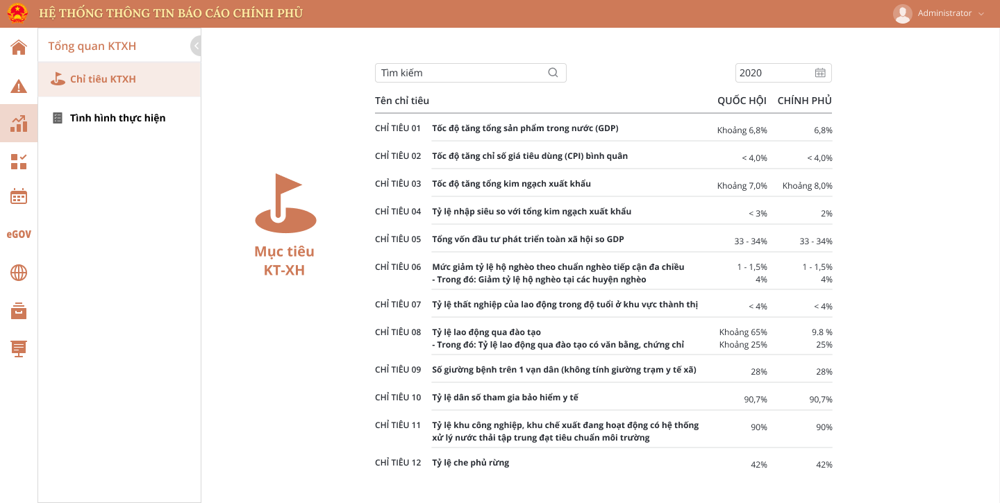 HỆ THỐNG THÔNG TIN BÁO CÁO CHÍNH PHỦ
Administrator
Tổng quan KTXH
Chỉ tiêu KTXH
Tình hình thực hiện
eGOV
Mục tiêu
KT-XH
Tìm kiếm
2020
Tên chỉ tiêu QUỐC HỘI CHÍNH PHỦ
CHỈ TIÊU 01 Tốc độ tăng tổng sản phẩm trong nước (GDP) Khoảng 6,8% 6,8%
CHỈ TIÊU 02 Tốc độ tăng chỉ số giá tiêu dùng (CPI) bình quân < 4,0% < 4,0%
CHỈ TIÊU 03 Tốc độ tăng tổng kim ngạch xuất khẩu Khoảng 7,0% Khoảng 8,0%
CHỈ TIÊU 04 Tỷ lệ nhập siêu so với tổng kim ngạch xuất khẩu < 3% 2%
CHỈ TIÊU 05 Tổng vốn đầu tư phát triển toàn xã hội so GDP 33 - 34% 33 - 34%
CHỈ TIÊU 06 Mức giảm tỷ lệ hộ nghèo theo chuẩn nghèo tiếp cận đa chiều 1 - 1,5% 1 - 1,5%
- Trong đó: Giảm tỷ lệ hộ nghèo tại các huyện nghèo 4% 4%
CHỈ TIÊU 07 Tỷ lệ thất nghiệp của lao động trong độ tuổi ở khu vực thành thị < 4% < 4%
CHỈ TIÊU 08 Tỷ lệ lao động qua đào tạo Khoảng 65% 9.8 %
- Trong đó: Tỷ lệ lao động qua đào tạo có văn bằng, chứng chỉ Khoảng 25% 25%
CHỈ TIÊU 09 Số giường bệnh trên 1 vạn dân (không tính giường trạm y tế xã) 28% 28%
CHỈ TIÊU 10 Tỷ lệ dân số tham gia bảo hiểm y tế 90,7% 90,7%
CHỈ TIÊU 11 Tỷ lệ khu công nghiệp, khu chế xuất đang hoạt động có hệ thống 90% 90%
xử lý nước thải tập trung đạt tiêu chuẩn môi trường
CHỈ TIÊU 12 Tỷ lệ che phủ rừng 42% 42%